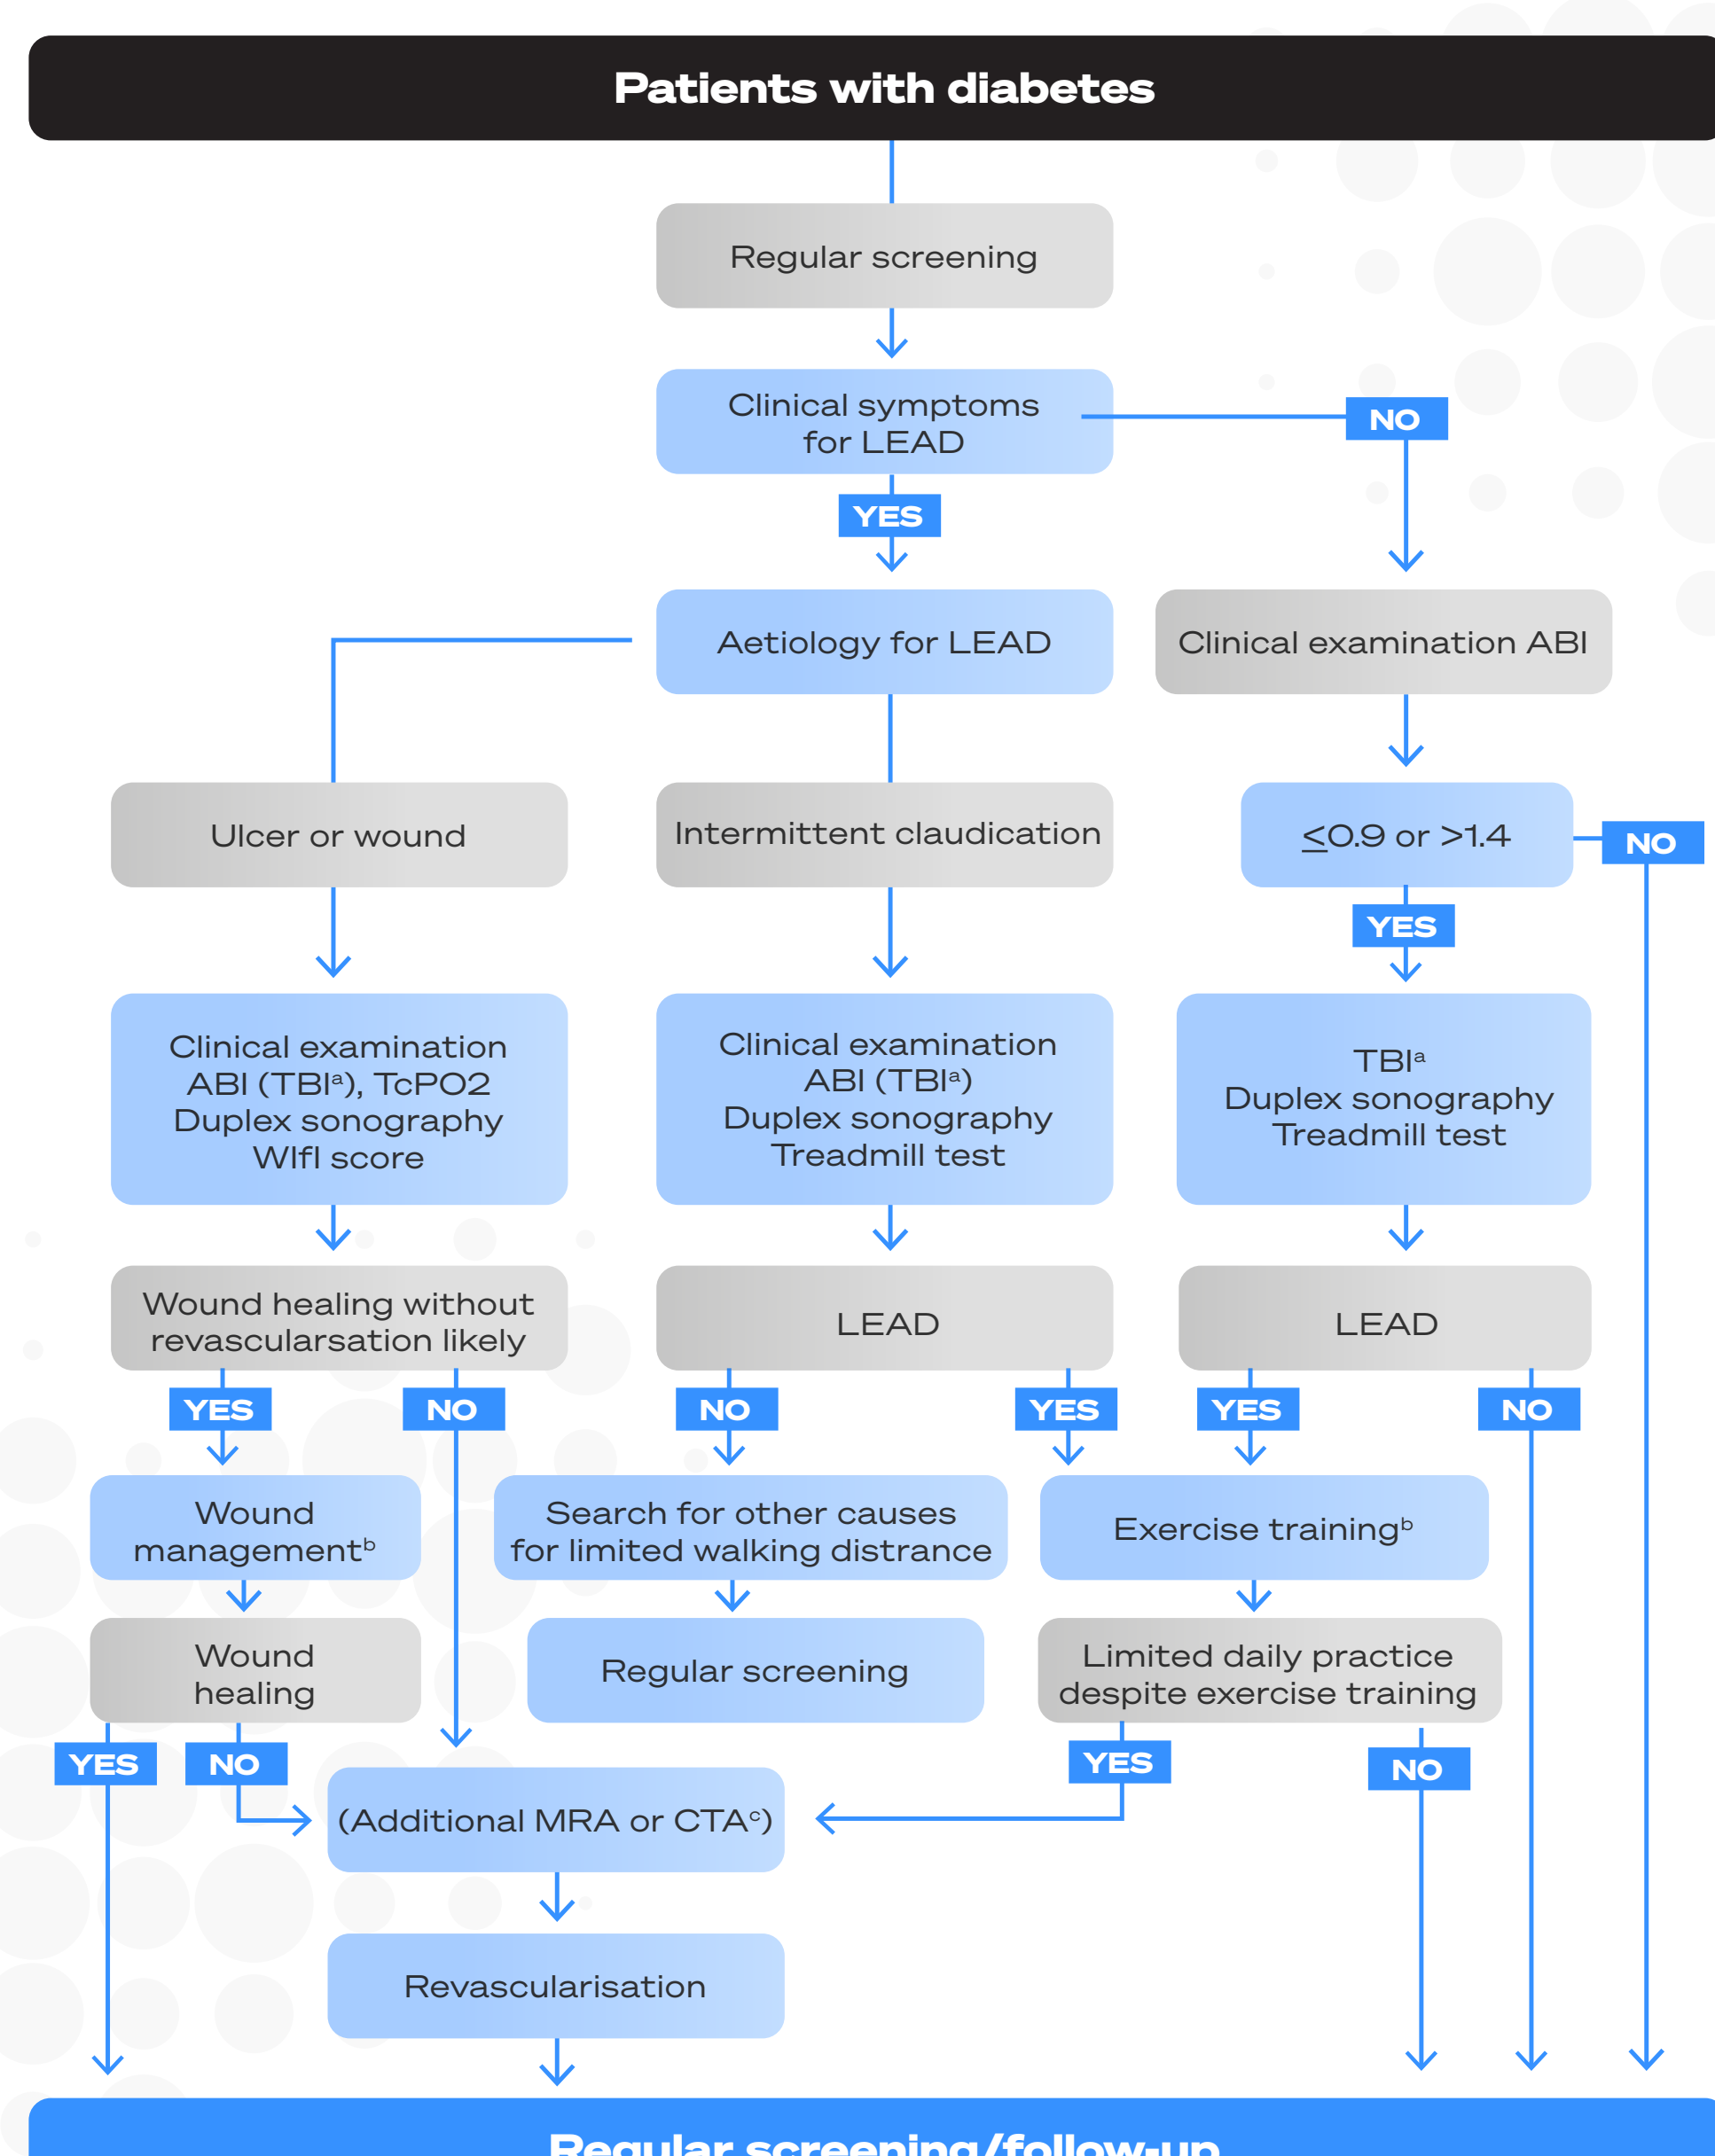 Patients with diabetes
Regular screening
Clinical symptoms
for LEAD
NO
YES
Aetiology for LEAD
Clinical examination ABI
Ulcer or wound
Intermittent claudication
≤0.9 or >1.4
NO
YES
Clinical examination
ABI (TBIᵃ), TcPO2
Duplex sonography
WIfI score
Clinical examination
ABI (TBIᵃ)
Duplex sonography
Treadmill test
TBIᵃ
Duplex sonography
Treadmill test
Wound healing without
revascularsation likely
LEAD
LEAD
YES
NO
NO
YES
YES
NO
Wound
managementᵇ
Search for other causes
for limited walking distrance
Exercise trainingᵇ
Wound
healing
Regular screening
Limited daily practice
despite exercise training
YES
NO
YES
NO
(Additional MRA or CTAᶜ)
Revascularisation
Regular screening/follow-up